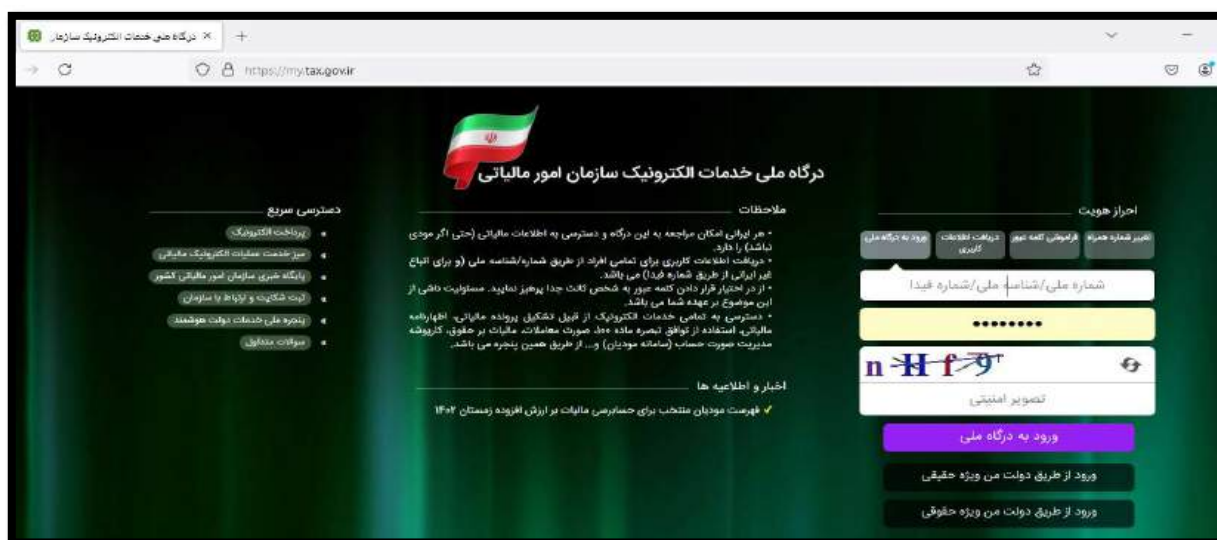 درگاه ملی خدمات الکترونیک سازمان
https://my.tax.gov.ir
درگاه ملی خدمات الکترونیک سازمان امور مالیاتی
احراز هویت
تغییر شماره همراه
فراموشی کلمه عبور
دریافت اطلاعات کاربری
ورود به درگاه ملی
شماره ملی/شناسه ملی/شماره فیدا
n H f 9
تصویر امنیتی
ورود به درگاه ملی
ورود از طریق دولت من ویژه حقیقی
ورود از طریق دولت من ویژه حقوقی
ملاحظات
• هر ایرانی امکان مراجعه به این درگاه و دسترسی به اطلاعات مالیاتی (حتی اگر مودی
نباشد) را دارد.
• دریافت اطلاعات کاربری برای تمامی افراد از طریق شماره/شناسه ملی (و برای اتباع
غیر ایرانی از طریق شماره فیدا) می باشد.
• از در اختیار قرار دادن کلمه عبور به شخص ثالث جدا پرهیز نمایید. مسئولیت ناشی از
این موضوع بر عهده شما می باشد.
• دسترسی به تمامی خدمات الکترونیک از قبیل تشکیل پرونده مالیاتی، اظهارنامه
مالیاتی، استفاده از توافق تبصره ماده ۱۰۰، صورت معاملات، مالیات بر حقوق، کارپوشه
مدیریت صورت حساب (سامانه مودیان) و... از طریق همین پنجره می باشد.
اخبار و اطلاعیه ها
✓ فهرست مودیان منتخب برای حسابرسی مالیات بر ارزش افزوده زمستان ۱۴۰۲
دسترسی سریع
پرداخت الکترونیک
میز خدمت عملیات الکترونیک مالیاتی
پایگاه خبری سازمان امور مالیاتی کشور
ثبت شکایت و ارتباط با سازمان
پنجره ملی خدمات دولت هوشمند
سوالات متداول